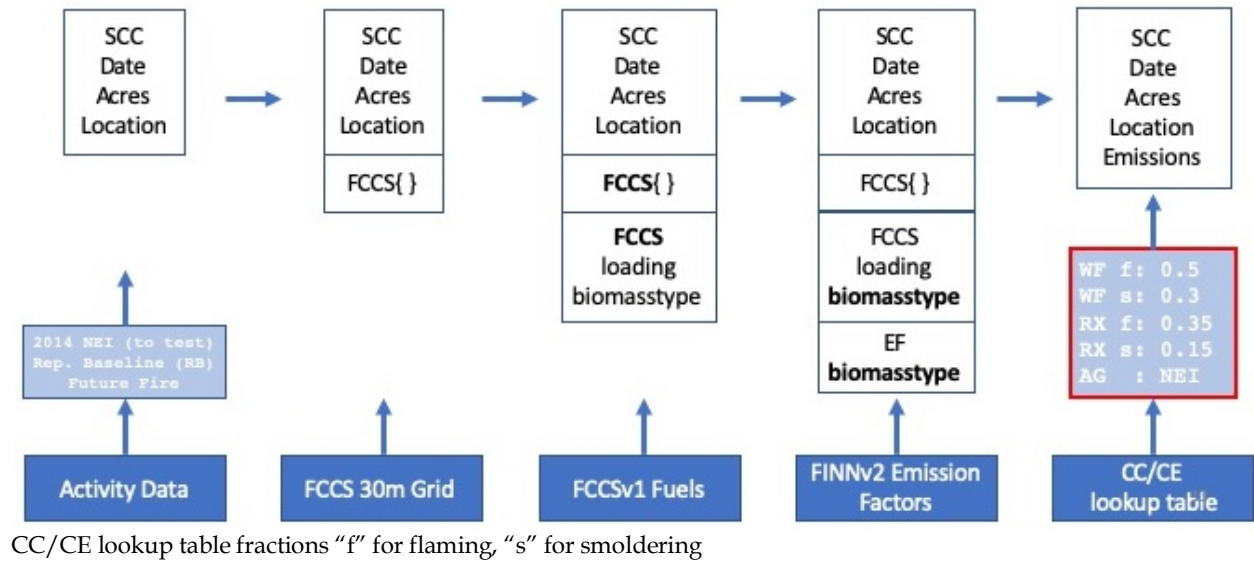 SCC
Date
Acres
Location
SCC
Date
Acres
Location
FCCS{ }
SCC
Date
Acres
Location
FCCS{ }
FCCS
loading
biomasstype
SCC
Date
Acres
Location
FCCS{ }
FCCS
loading
biomasstype
EF
biomasstype
SCC
Date
Acres
Location
Emissions
2014 NEI (to test)
Rep. Baseline (RB)
Future Fire
WF f: 0.5
WF s: 0.3
RX f: 0.35
RX s: 0.15
AG : NEI
Activity Data
FCCS 30m Grid
FCCSv1 Fuels
FINNv2 Emission
Factors
CC/CE
lookup table
CC/CE lookup table fractions “f” for flaming, “s” for smoldering